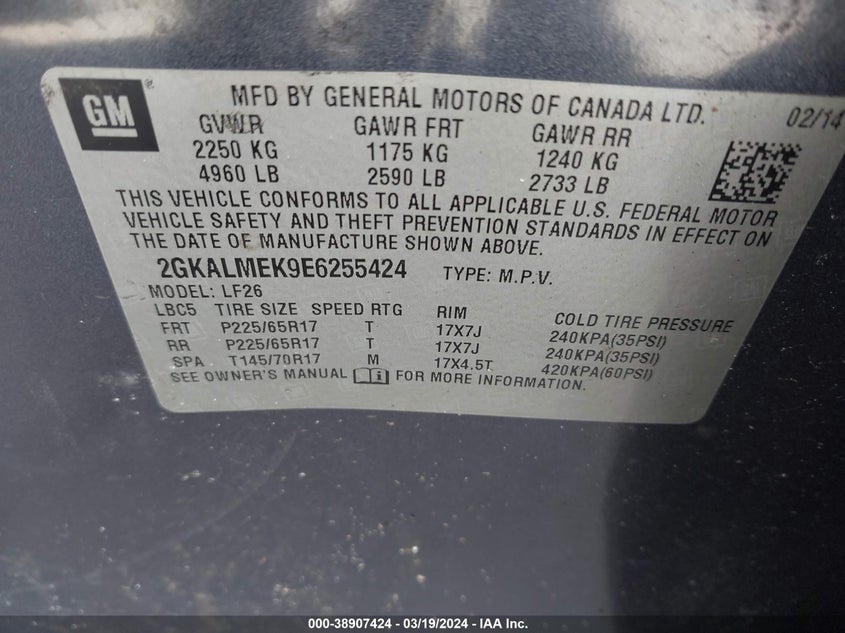 GM
MFD BY GENERAL MOTORS OF CANADA LTD. 02/14
GVWR GAWR FRT GAWR RR
2250 KG 1175 KG 1240 KG
4960 LB 2590 LB 2733 LB
THIS VEHICLE CONFORMS TO ALL APPLICABLE U.S. FEDERAL MOTOR
VEHICLE SAFETY AND THEFT PREVENTION STANDARDS IN EFFECT ON
THE DATE OF MANUFACTURE SHOWN ABOVE.
2GKALMEK9E6255424 TYPE: M.P.V.
MODEL: LF26
LBC5 TIRE SIZE SPEED RTG RIM COLD TIRE PRESSURE
FRT P225/65R17 T 17X7J 240KPA(35PSI)
RR P225/65R17 T 17X7J 240KPA(35PSI)
SPA T145/70R17 M 17X4.5T 420KPA(60PSI)
SEE OWNER'S MANUAL FOR MORE INFORMATION.
000-38907424 - 03/19/2024 - IAA Inc.